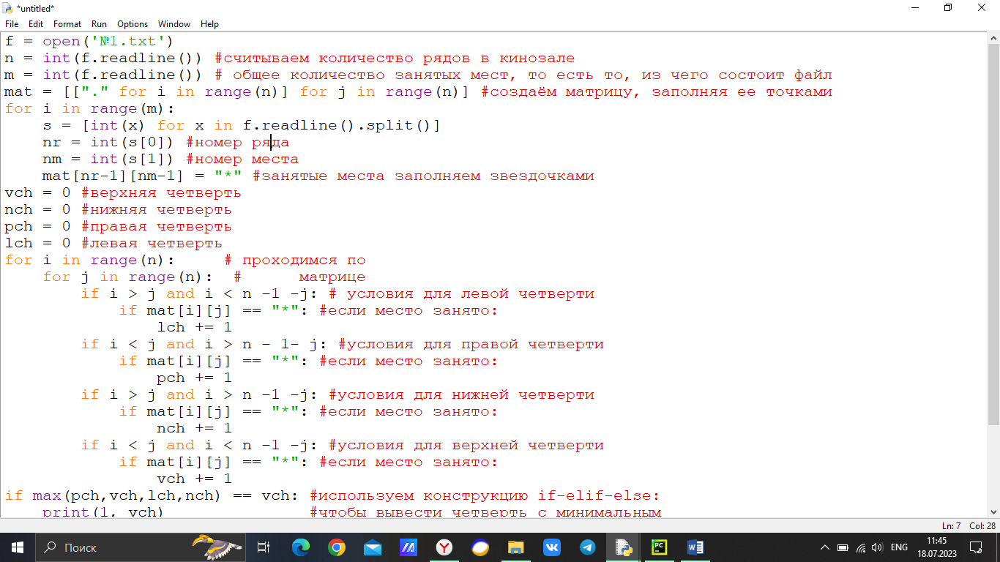 *untitled*
File Edit Format Run Options Window Help
f = open('№1.txt')
n = int(f.readline()) #считываем количество рядов в кинозале
m = int(f.readline()) # общее количество занятых мест, то есть то, из чего состоит файл
mat = [["." for i in range(n)] for j in range(n)] #создаём матрицу, заполняя ее точками
for i in range(m):
    s = [int(x) for x in f.readline().split()]
    nr = int(s[0]) #номер ряда
    nm = int(s[1]) #номер места
    mat[nr-1][nm-1] = "*" #занятые места заполняем звездочками
vch = 0 #верхняя четверть
nch = 0 #нижняя четверть
pch = 0 #правая четверть
lch = 0 #левая четверть
for i in range(n):     # проходимся по
    for j in range(n):  #      матрице
        if i > j and i < n -1 -j: # условия для левой четверти
            if mat[i][j] == "*": #если место занято:
                lch += 1
        if i < j and i > n - 1- j: #условия для правой четверти
            if mat[i][j] == "*": #если место занято:
                pch += 1
        if i > j and i > n -1 -j: #условия для нижней четверти
            if mat[i][j] == "*": #если место занято:
                nch += 1
        if i < j and i < n -1 -j: #условия для верхней четверти
            if mat[i][j] == "*": #если место занято:
                vch += 1
if max(pch,vch,lch,nch) == vch: #используем конструкцию if-elif-else:
    print(1, vch)               #чтобы вывести четверть с минимальным
Ln: 7 Col: 28
Поиск
ENG
11:45
18.07.2023